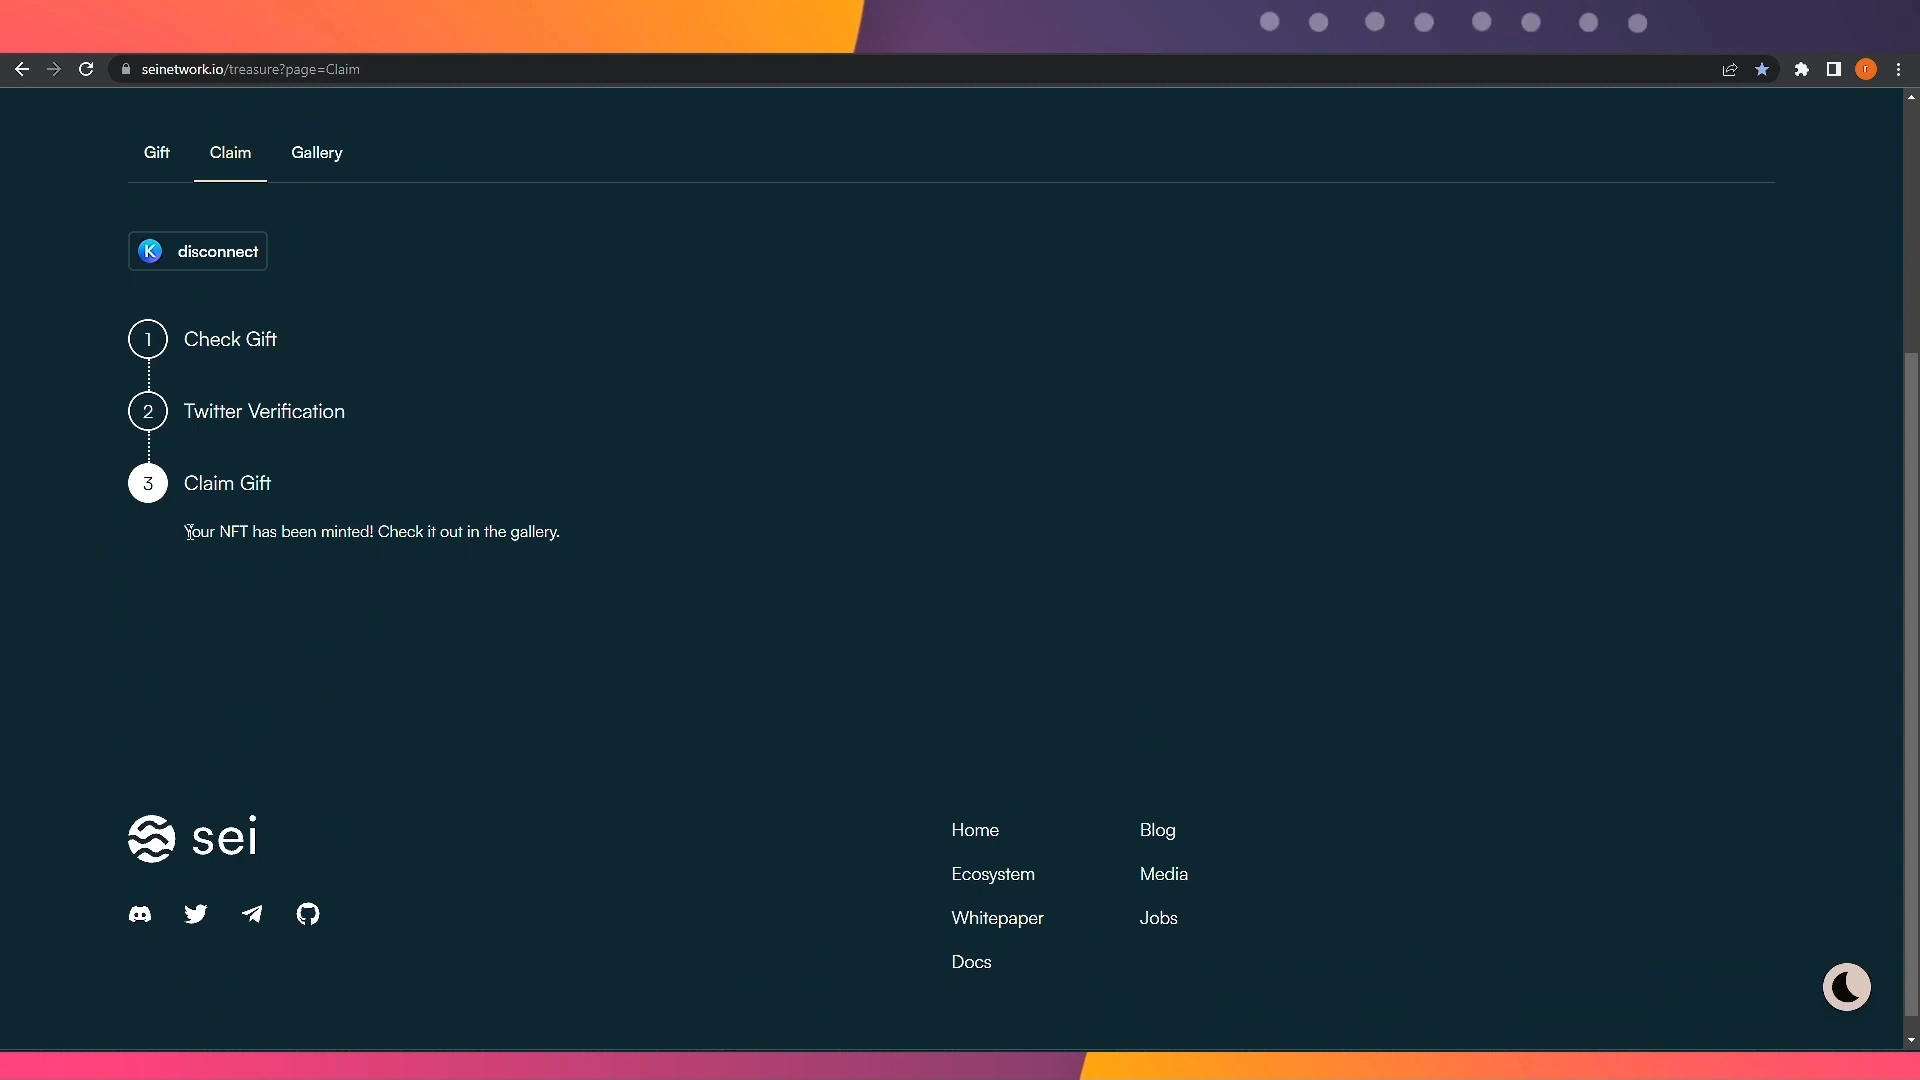 seinetwork.io/treasure?page=Claim
r
Gift Claim Gallery
K disconnect
1 Check Gift
2 Twitter Verification
3 Claim Gift
Your NFT has been minted! Check it out in the gallery.
sei
Home Blog
Ecosystem Media
Whitepaper Jobs
Docs